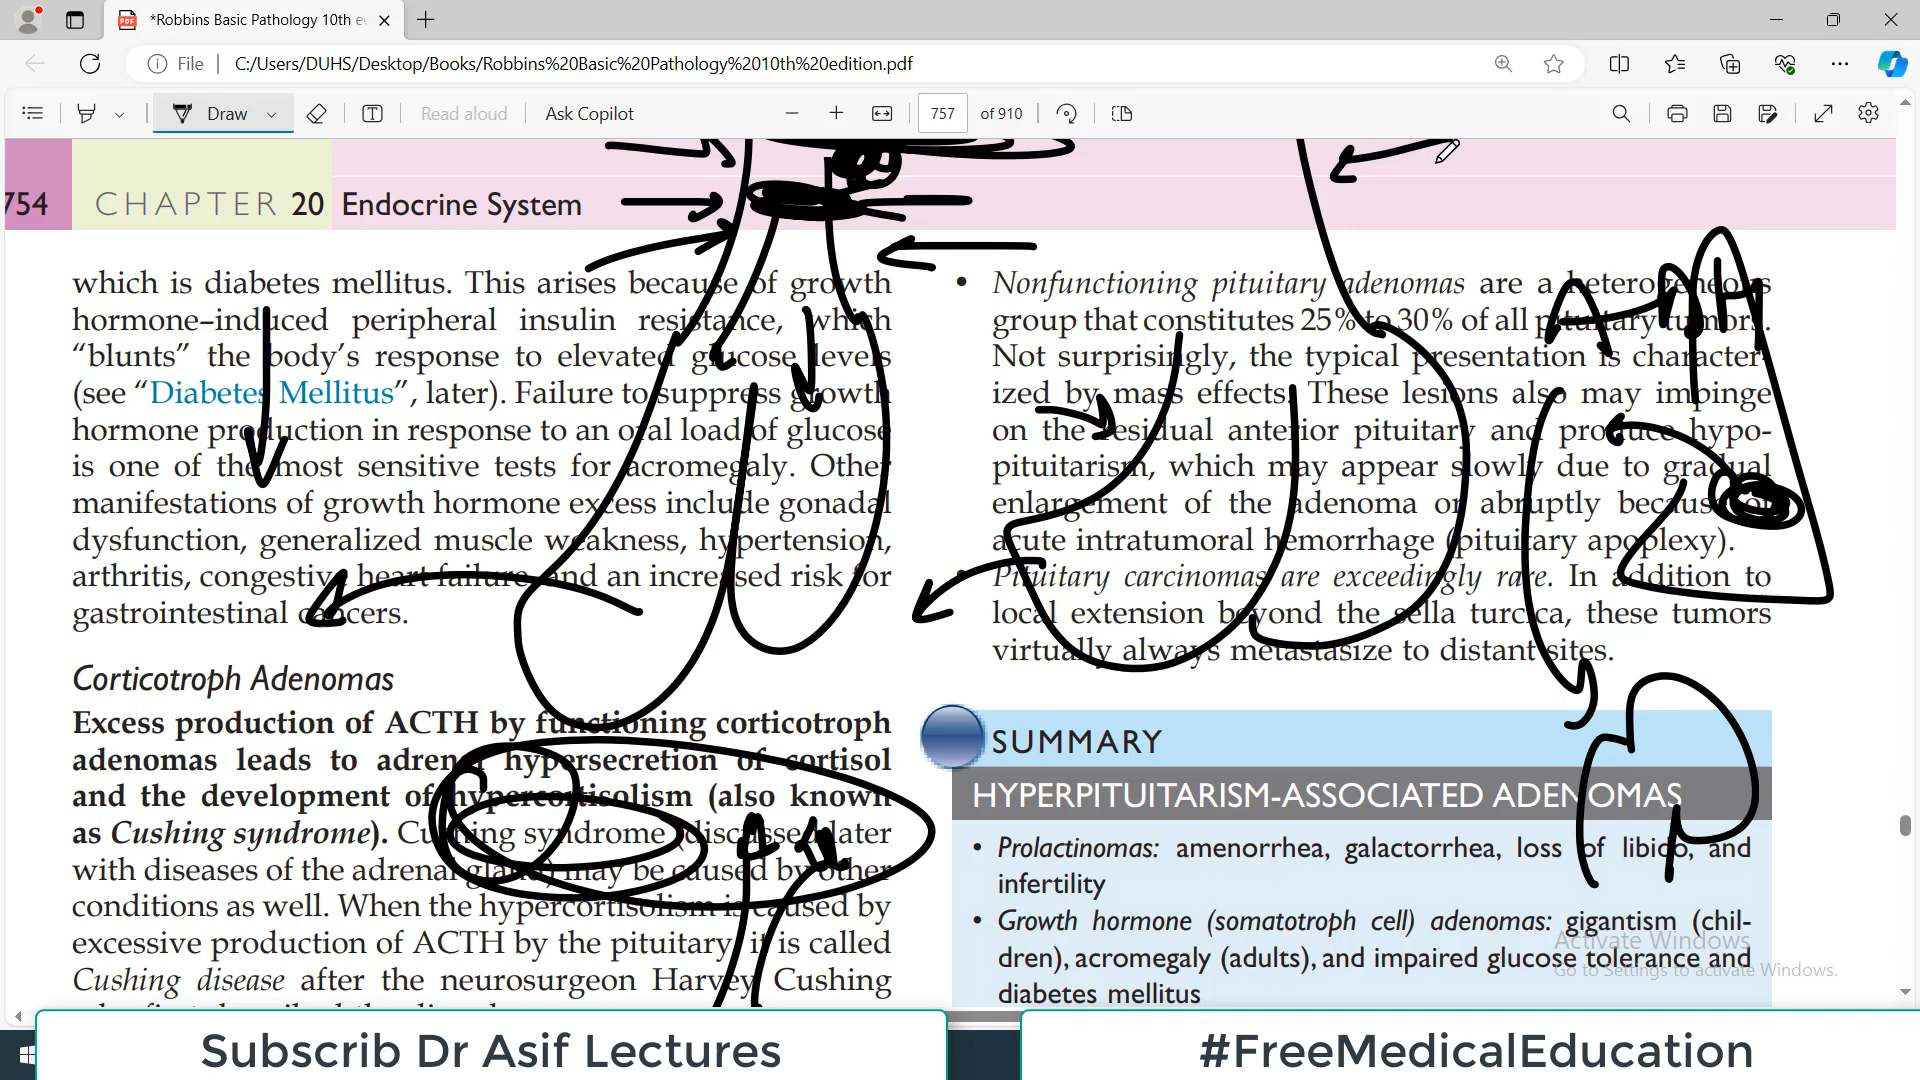 *Robbins Basic Pathology 10th e
File
C:/Users/DUHS/Desktop/Books/Robbins%20Basic%20Pathology%2010th%20edition.pdf
Draw
Read aloud
Ask Copilot
757 of 910
754 CHAPTER 20 Endocrine System
which is diabetes mellitus. This arises because of growth
hormone–induced peripheral insulin resistance, which
“blunts” the body’s response to elevated glucose levels
(see “Diabetes Mellitus”, later). Failure to suppress growth
hormone production in response to an oral load of glucose
is one of the most sensitive tests for acromegaly. Other
manifestations of growth hormone excess include gonadal
dysfunction, generalized muscle weakness, hypertension,
arthritis, congestive heart failure, and an increased risk for
gastrointestinal cancers.
Corticotroph Adenomas
Excess production of ACTH by functioning corticotroph
adenomas leads to adrenal hypersecretion of cortisol
and the development of hypercortisolism (also known
as Cushing syndrome). Cushing syndrome (discussed later
with diseases of the adrenal gland) may be caused by other
conditions as well. When the hypercortisolism is caused by
excessive production of ACTH by the pituitary, it is called
Cushing disease after the neurosurgeon Harvey Cushing
• Nonfunctioning pituitary adenomas are a heterogeneous
group that constitutes 25% to 30% of all pituitary tumors.
Not surprisingly, the typical presentation is character-
ized by mass effects. These lesions also may impinge
on the residual anterior pituitary and produce hypo-
pituitarism, which may appear slowly due to gradual
enlargement of the adenoma or abruptly because of
acute intratumoral hemorrhage (pituitary apoplexy).
• Pituitary carcinomas are exceedingly rare. In addition to
local extension beyond the sella turcica, these tumors
virtually always metastasize to distant sites.
SUMMARY
HYPERPITUITARISM-ASSOCIATED ADENOMAS
• Prolactinomas: amenorrhea, galactorrhea, loss of libido, and
infertility
• Growth hormone (somatotroph cell) adenomas: gigantism (chil-
dren), acromegaly (adults), and impaired glucose tolerance and
diabetes mellitus
Activate Windows
Go to Settings to activate Windows.
Subscrib Dr Asif Lectures
#FreeMedicalEducation